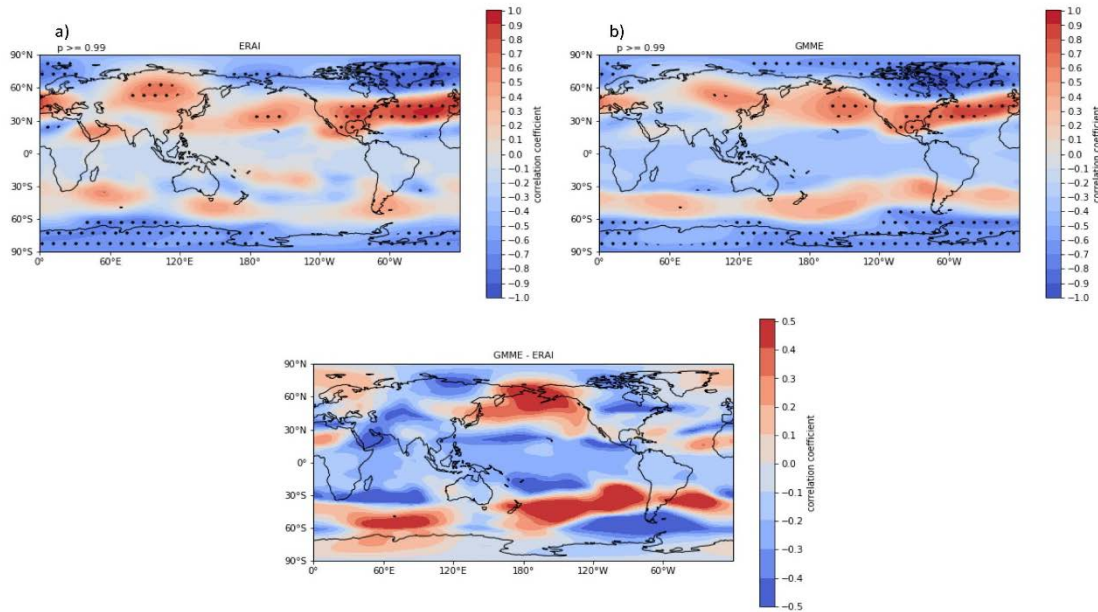 a)
p >= 0.99
ERAI
90°N
60°N
30°N
0°
30°S
60°S
90°S
0°
60°E
120°E
180°
120°W
60°W
1.0
0.9
0.8
0.7
0.6
0.5
0.4
0.3
0.2
0.1
0.0
−0.1
−0.2
−0.3
−0.4
−0.5
−0.6
−0.7
−0.8
−0.9
−1.0
correlation coefficient
b)
p >= 0.99
GMME
90°N
60°N
30°N
0°
30°S
60°S
90°S
0°
60°E
120°E
180°
120°W
60°W
1.0
0.9
0.8
0.7
0.6
0.5
0.4
0.3
0.2
0.1
0.0
−0.1
−0.2
−0.3
−0.4
−0.5
−0.6
−0.7
−0.8
−0.9
−1.0
correlation coefficient
GMME - ERAI
90°N
60°N
30°N
0°
30°S
60°S
90°S
0°
60°E
120°E
180°
120°W
60°W
0.5
0.4
0.3
0.2
0.1
0.0
−0.1
−0.2
−0.3
−0.4
−0.5
correlation coefficient